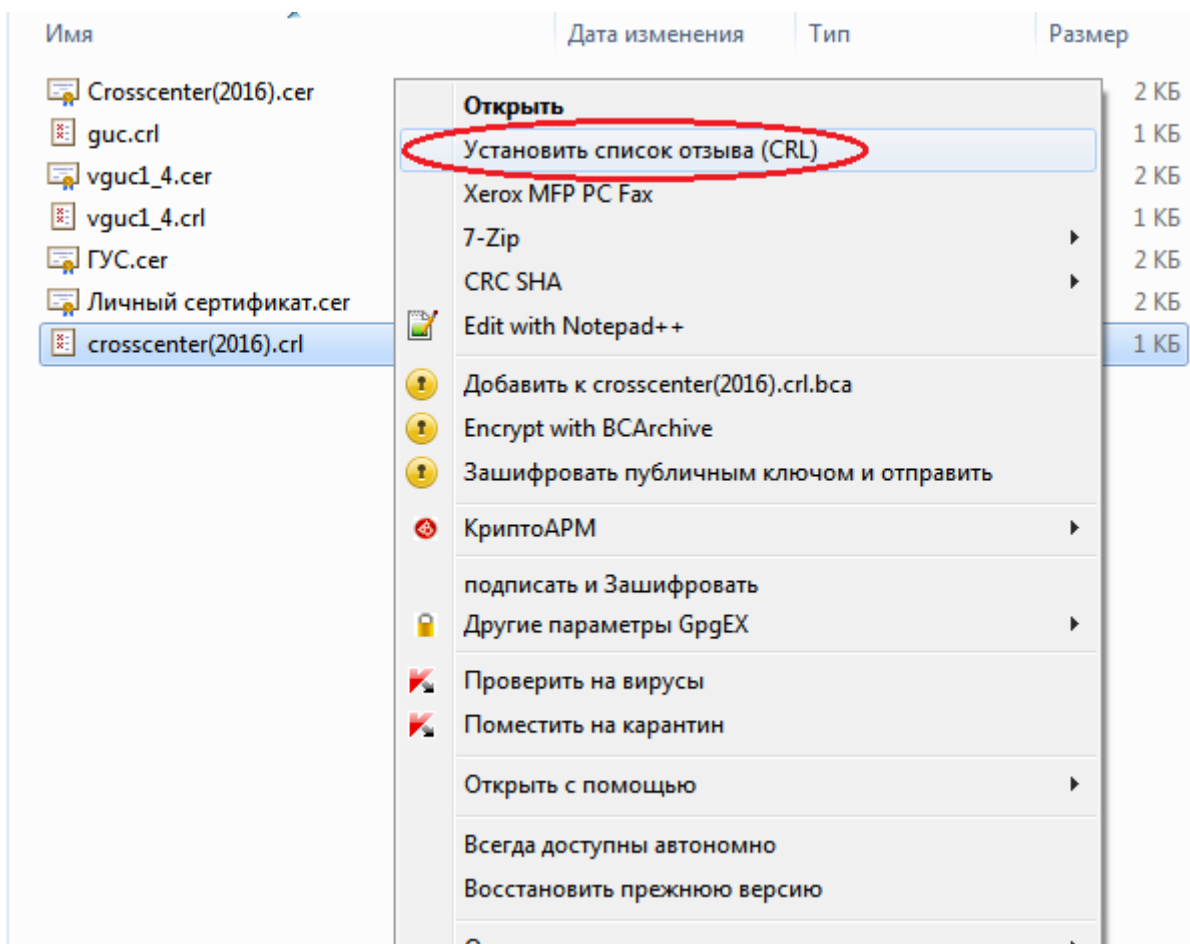 Имя Дата изменения Тип Размер
Crosscenter(2016).cer 2 КБ
guc.crl 1 КБ
vguc1_4.cer 2 КБ
vguc1_4.crl 1 КБ
ГУС.cer 2 КБ
Личный сертификат.cer 2 КБ
crosscenter(2016).crl 1 КБ
Открыть
Установить список отзыва (CRL)
Xerox MFP PC Fax
7-Zip
CRC SHA
Edit with Notepad++
Добавить к crosscenter(2016).crl.bca
Encrypt with BCArchive
Зашифровать публичным ключом и отправить
КриптоАРМ
подписать и Зашифровать
Другие параметры GpgEX
Проверить на вирусы
Поместить на карантин
Открыть с помощью
Всегда доступны автономно
Восстановить прежнюю версию